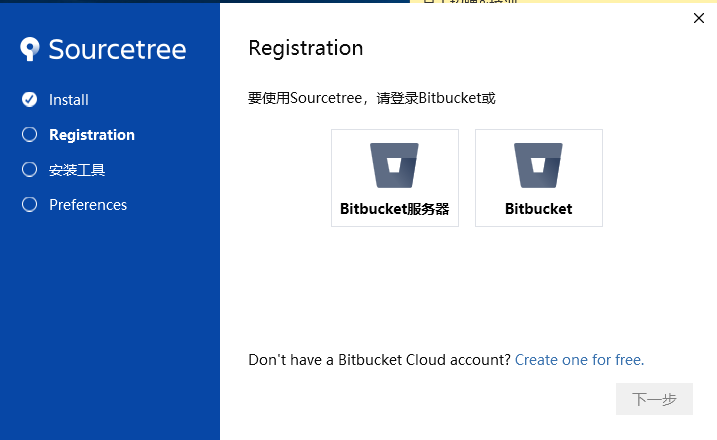 Sourcetree
Install
Registration
安装工具
Preferences
Registration
要使用Sourcetree，请登录Bitbucket或
Bitbucket服务器
Bitbucket
Don't have a Bitbucket Cloud account? Create one for free.
下一步